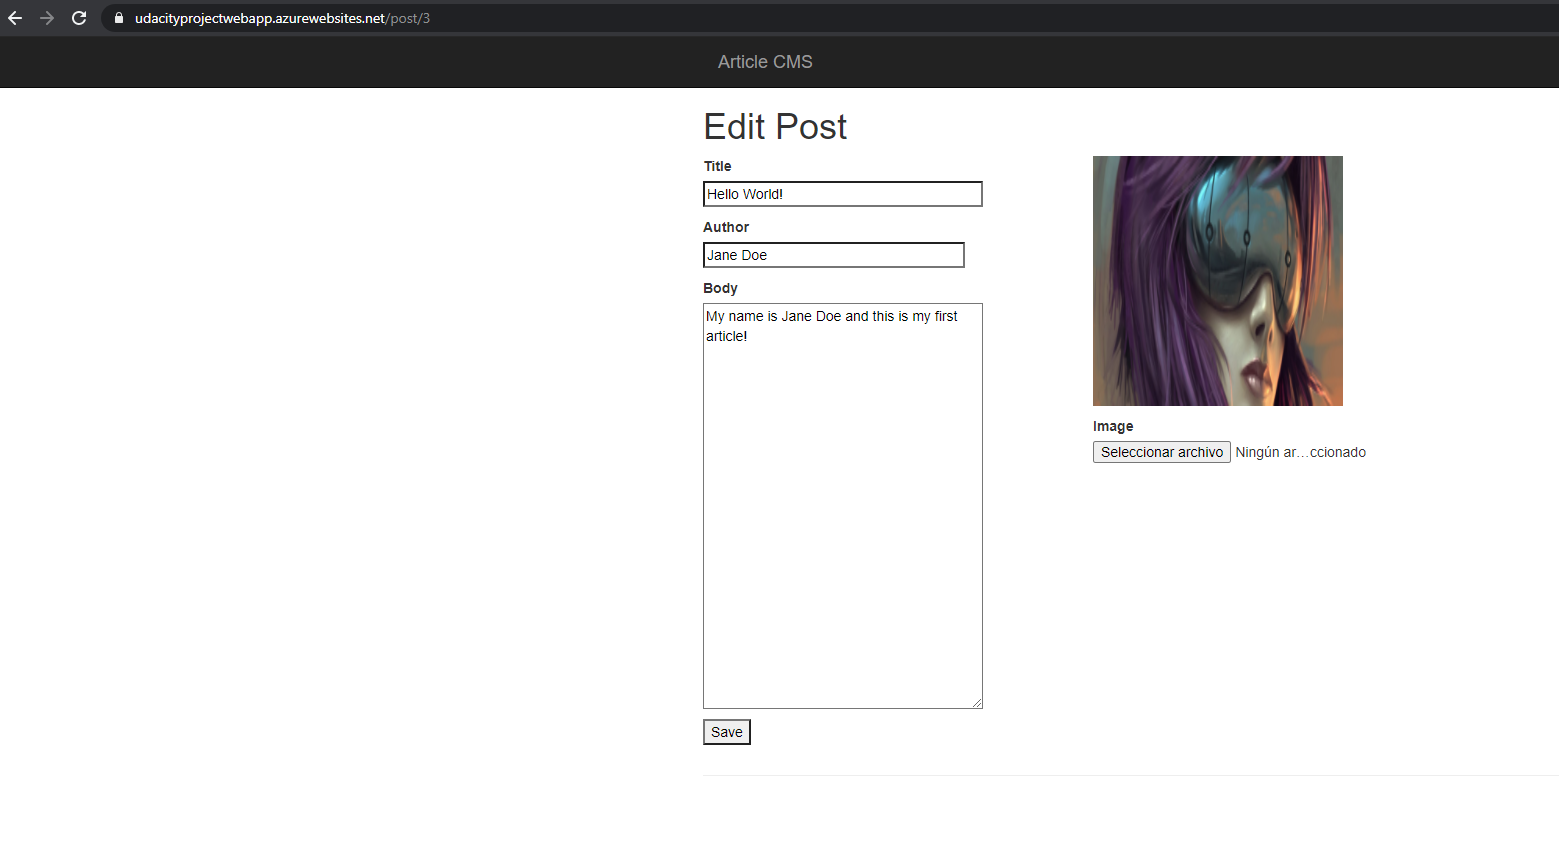 udacityprojectwebapp.azurewebsites.net/post/3
Article CMS
Edit Post
Title
Hello World!
Author
Jane Doe
Body
My name is Jane Doe and this is my first
article!
Save
Image
Seleccionar archivo Ningún ar...ccionado